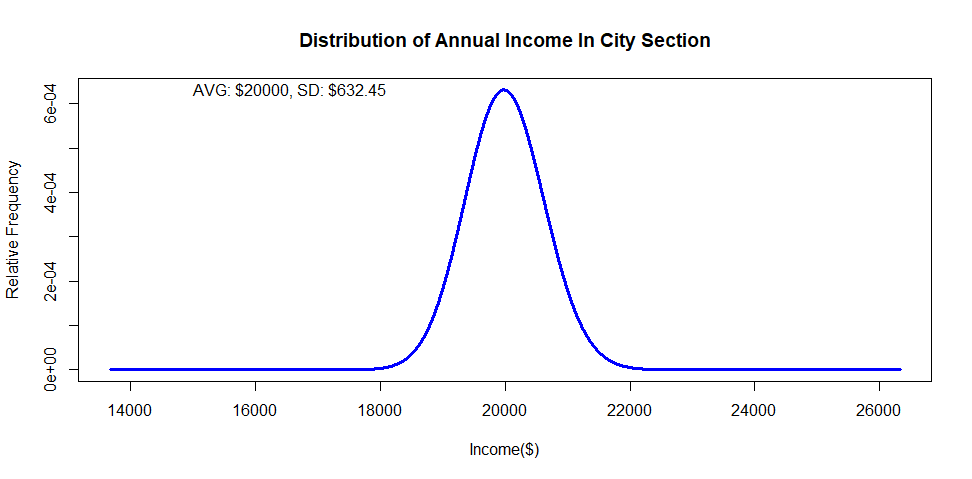 Distribution of Annual Income In City Section
AVG: $20000, SD: $632.45
Relative Frequency
6e-04
4e-04
2e-04
0e+00
14000 16000 18000 20000 22000 24000 26000
Income($)